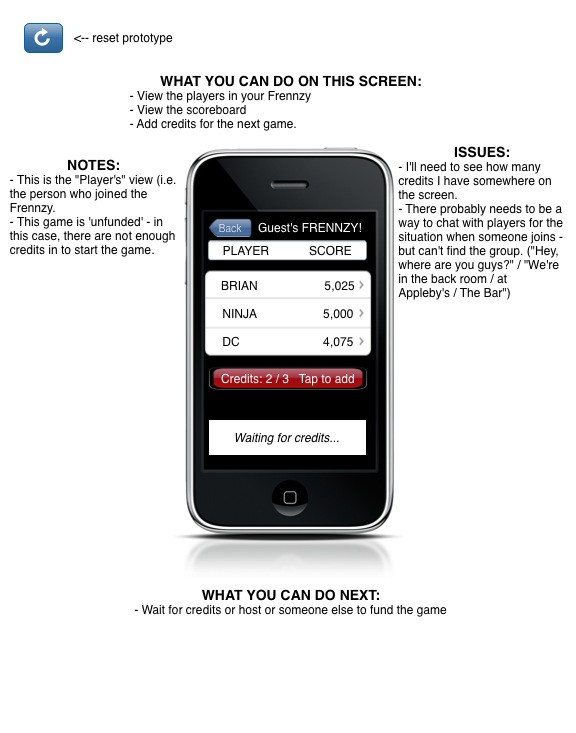 <-- reset prototype
WHAT YOU CAN DO ON THIS SCREEN:
- View the players in your Frennzy
- View the scoreboard
- Add credits for the next game.
NOTES:
- This is the "Player's" view (i.e.
the person who joined the
Frennzy.
- This game is 'unfunded' - in
this case, there are not enough
credits in to start the game.
ISSUES:
- I'll need to see how many
credits I have somewhere on
the screen.
- There probably needs to be a
way to chat with players for the
situation when someone joins -
but can't find the group. ("Hey,
where are you guys?" / "We're
in the back room / at
Appleby's / The Bar")
Back Guest's FRENNZY!
PLAYER SCORE
BRIAN 5,025
NINJA 5,000
DC 4,075
Credits: 2 / 3 Tap to add
Waiting for credits...
WHAT YOU CAN DO NEXT:
- Wait for credits or host or someone else to fund the game